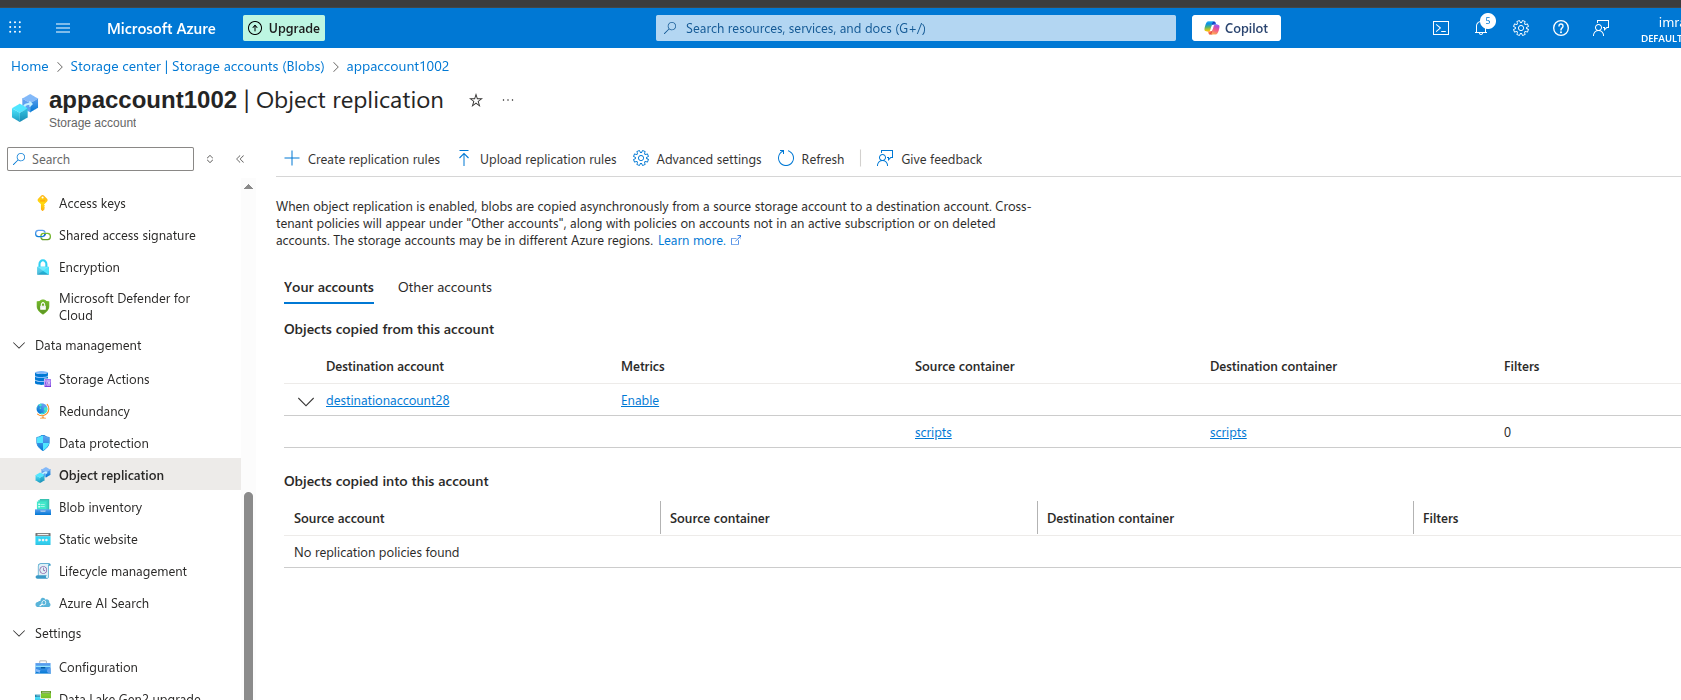 Microsoft Azure
Upgrade
Search resources, services, and docs (G+/)
Copilot
5
imra
DEFAULT
Home > Storage center | Storage accounts (Blobs) > appaccount1002
appaccount1002 | Object replication
Storage account
Search
Create replication rules
Upload replication rules
Advanced settings
Refresh
Give feedback
Access keys
Shared access signature
Encryption
Microsoft Defender for
Cloud
Data management
Storage Actions
Redundancy
Data protection
Object replication
Blob inventory
Static website
Lifecycle management
Azure AI Search
Settings
Configuration
Data Lake Gen2 upgrade
When object replication is enabled, blobs are copied asynchronously from a source storage account to a destination account. Cross-
tenant policies will appear under "Other accounts", along with policies on accounts not in an active subscription or on deleted
accounts. The storage accounts may be in different Azure regions. Learn more.
Your accounts
Other accounts
Objects copied from this account
Destination account Metrics Source container Destination container Filters
destinationaccount28 Enable
scripts scripts 0
Objects copied into this account
Source account Source container Destination container Filters
No replication policies found